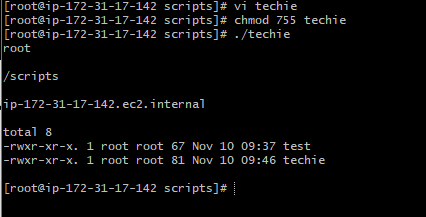 [root@ip-172-31-17-142 scripts]# vi techie
[root@ip-172-31-17-142 scripts]# chmod 755 techie
[root@ip-172-31-17-142 scripts]# ./techie
root
/scripts
ip-172-31-17-142.ec2.internal
total 8
-rwxr-xr-x. 1 root root 67 Nov 10 09:37 test
-rwxr-xr-x. 1 root root 81 Nov 10 09:46 techie
[root@ip-172-31-17-142 scripts]#